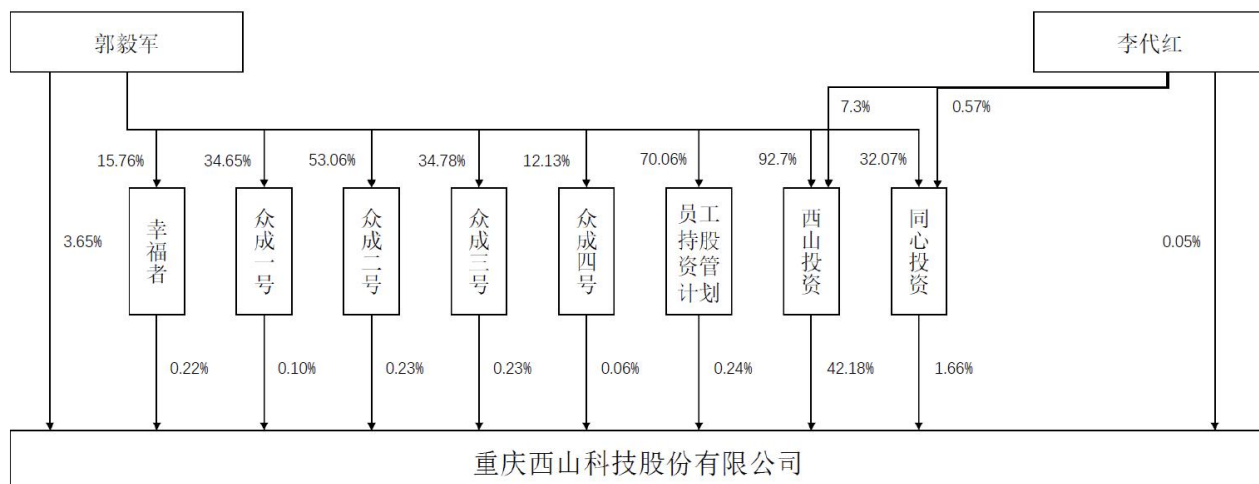 郭毅军
李代红
7.3%
0.57%
15.76%
34.65%
53.06%
34.78%
12.13%
70.06%
92.7%
32.07%
3.65%
幸福者
众成一号
众成二号
众成三号
众成四号
员工持股资管计划
西山投资
同心投资
0.05%
0.22%
0.10%
0.23%
0.23%
0.06%
0.24%
42.18%
1.66%
重庆西山科技股份有限公司